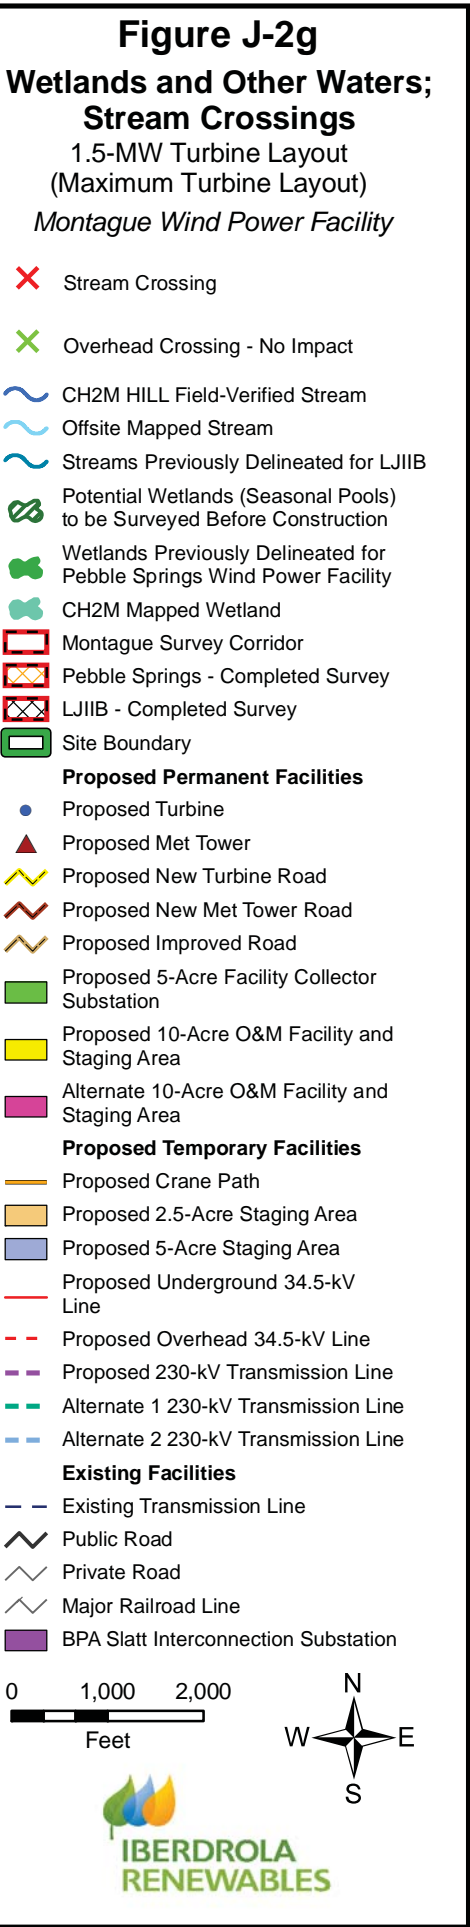 Figure J-2g
Wetlands and Other Waters;
Stream Crossings
1.5-MW Turbine Layout
(Maximum Turbine Layout)
Montague Wind Power Facility
Stream Crossing
Overhead Crossing - No Impact
CH2M HILL Field-Verified Stream
Offsite Mapped Stream
Streams Previously Delineated for LJIIB
Potential Wetlands (Seasonal Pools)
to be Surveyed Before Construction
Wetlands Previously Delineated for
Pebble Springs Wind Power Facility
CH2M Mapped Wetland
Montague Survey Corridor
Pebble Springs - Completed Survey
LJIIB - Completed Survey
Site Boundary
Proposed Permanent Facilities
Proposed Turbine
Proposed Met Tower
Proposed New Turbine Road
Proposed New Met Tower Road
Proposed Improved Road
Proposed 5-Acre Facility Collector
Substation
Proposed 10-Acre O&M Facility and
Staging Area
Alternate 10-Acre O&M Facility and
Staging Area
Proposed Temporary Facilities
Proposed Crane Path
Proposed 2.5-Acre Staging Area
Proposed 5-Acre Staging Area
Proposed Underground 34.5-kV
Line
Proposed Overhead 34.5-kV Line
Proposed 230-kV Transmission Line
Alternate 1 230-kV Transmission Line
Alternate 2 230-kV Transmission Line
Existing Facilities
Existing Transmission Line
Public Road
Private Road
Major Railroad Line
BPA Slatt Interconnection Substation
0 1,000 2,000
Feet
N
W E
S
IBERDROLA
RENEWABLES